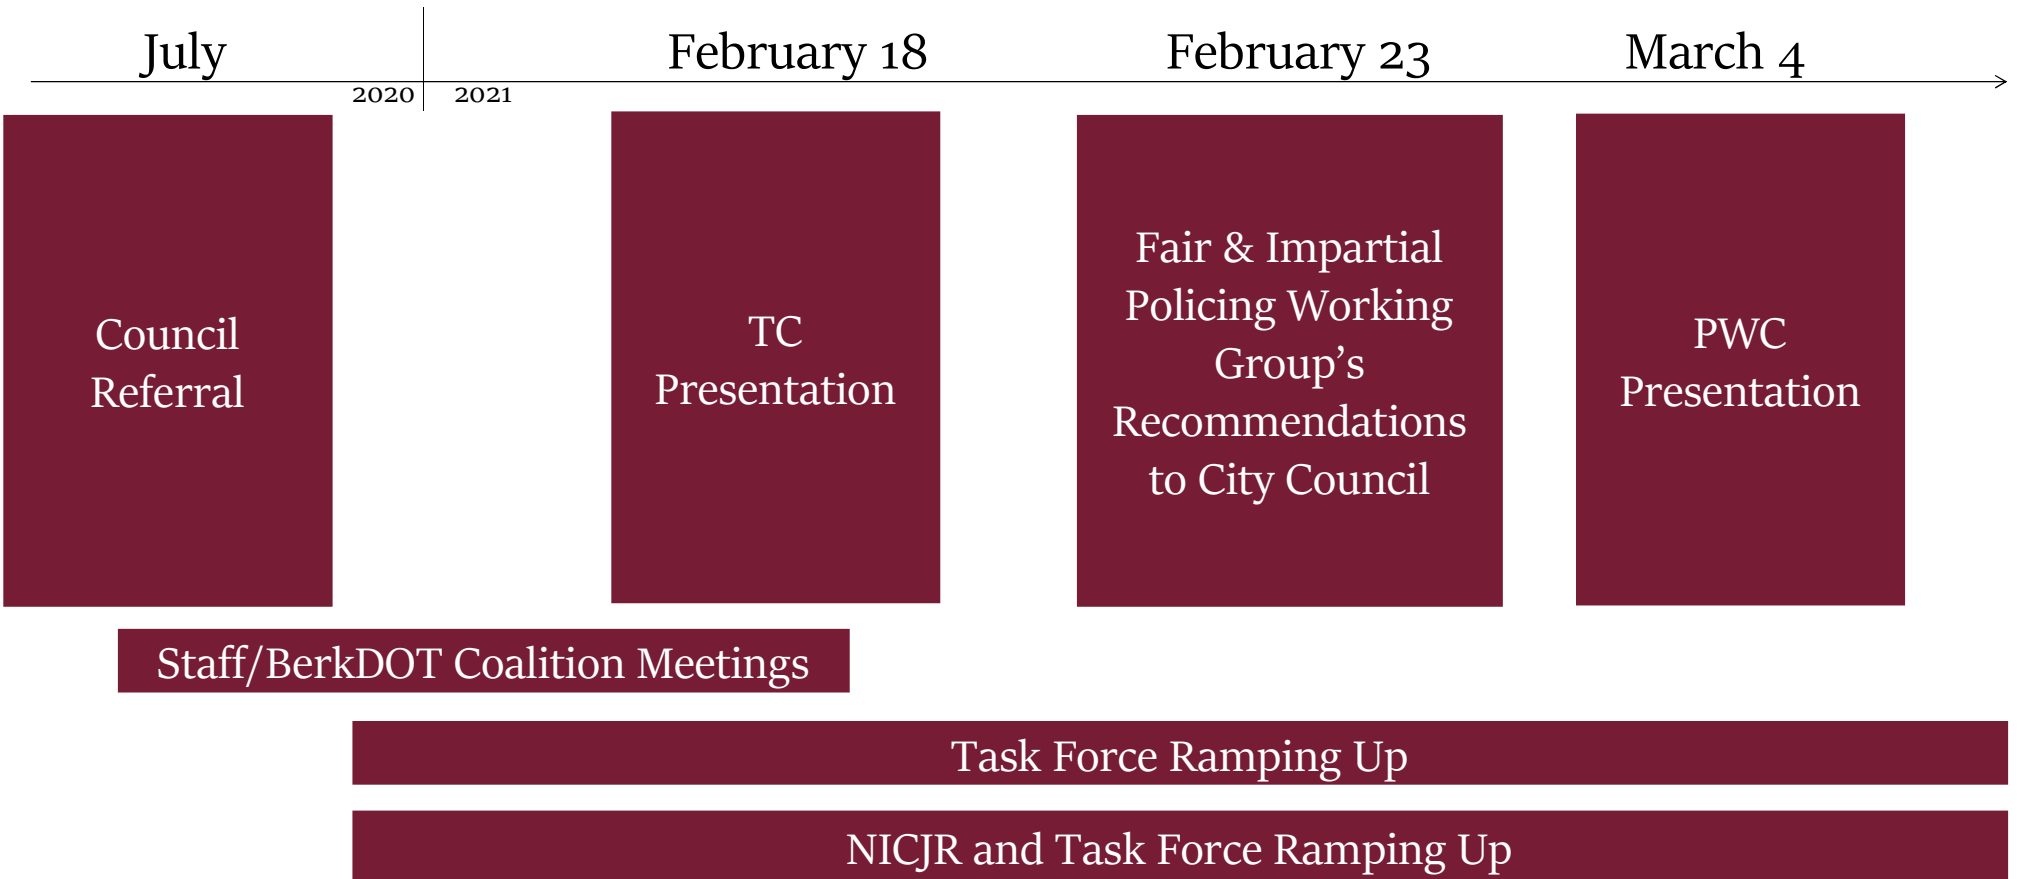 July
February 18
February 23
March 4
2020
2021
Council
Referral
TC
Presentation
Fair & Impartial
Policing Working
Group’s
Recommendations
to City Council
PWC
Presentation
Staff/BerkDOT Coalition Meetings
Task Force Ramping Up
NICJR and Task Force Ramping Up